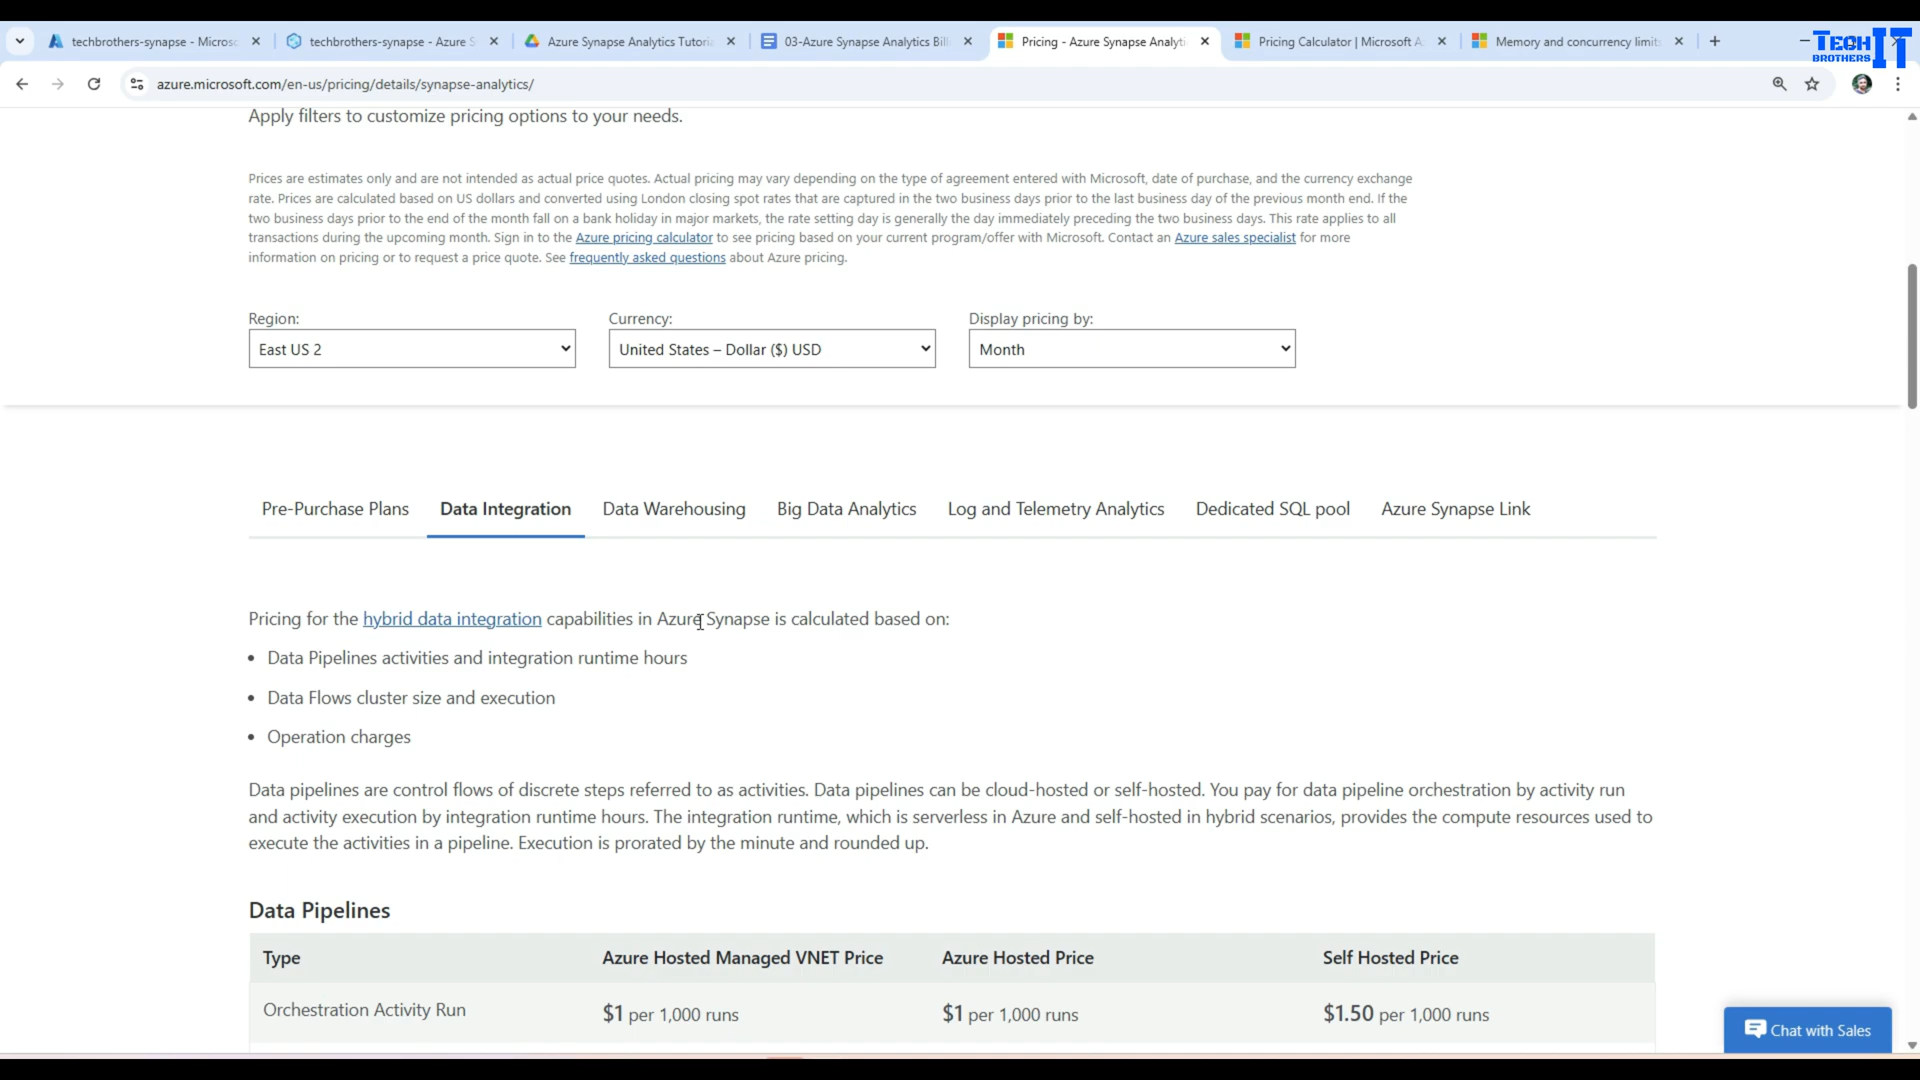 techbrothers-synapse - Microso
techbrothers-synapse - Azure S
Azure Synapse Analytics Tutoria
03-Azure Synapse Analytics Bill
Pricing - Azure Synapse Analyti
Pricing Calculator | Microsoft A
Memory and concurrency limit
TECH IT
BROTHERS
azure.microsoft.com/en-us/pricing/details/synapse-analytics/
Apply filters to customize pricing options to your needs.
Prices are estimates only and are not intended as actual price quotes. Actual pricing may vary depending on the type of agreement entered with Microsoft, date of purchase, and the currency exchange
rate. Prices are calculated based on US dollars and converted using London closing spot rates that are captured in the two business days prior to the last business day of the previous month end. If the
two business days prior to the end of the month fall on a bank holiday in major markets, the rate setting day is generally the day immediately preceding the two business days. This rate applies to all
transactions during the upcoming month. Sign in to the Azure pricing calculator to see pricing based on your current program/offer with Microsoft. Contact an Azure sales specialist for more
information on pricing or to request a price quote. See frequently asked questions about Azure pricing.
Region: Currency: Display pricing by:
East US 2 United States – Dollar ($) USD Month
Pre-Purchase Plans Data Integration Data Warehousing Big Data Analytics Log and Telemetry Analytics Dedicated SQL pool Azure Synapse Link
Pricing for the hybrid data integration capabilities in Azure Synapse is calculated based on:
• Data Pipelines activities and integration runtime hours
• Data Flows cluster size and execution
• Operation charges
Data pipelines are control flows of discrete steps referred to as activities. Data pipelines can be cloud-hosted or self-hosted. You pay for data pipeline orchestration by activity run
and activity execution by integration runtime hours. The integration runtime, which is serverless in Azure and self-hosted in hybrid scenarios, provides the compute resources used to
execute the activities in a pipeline. Execution is prorated by the minute and rounded up.
Data Pipelines
Type Azure Hosted Managed VNET Price Azure Hosted Price Self Hosted Price
Orchestration Activity Run $1 per 1,000 runs $1 per 1,000 runs $1.50 per 1,000 runs
Chat with Sales